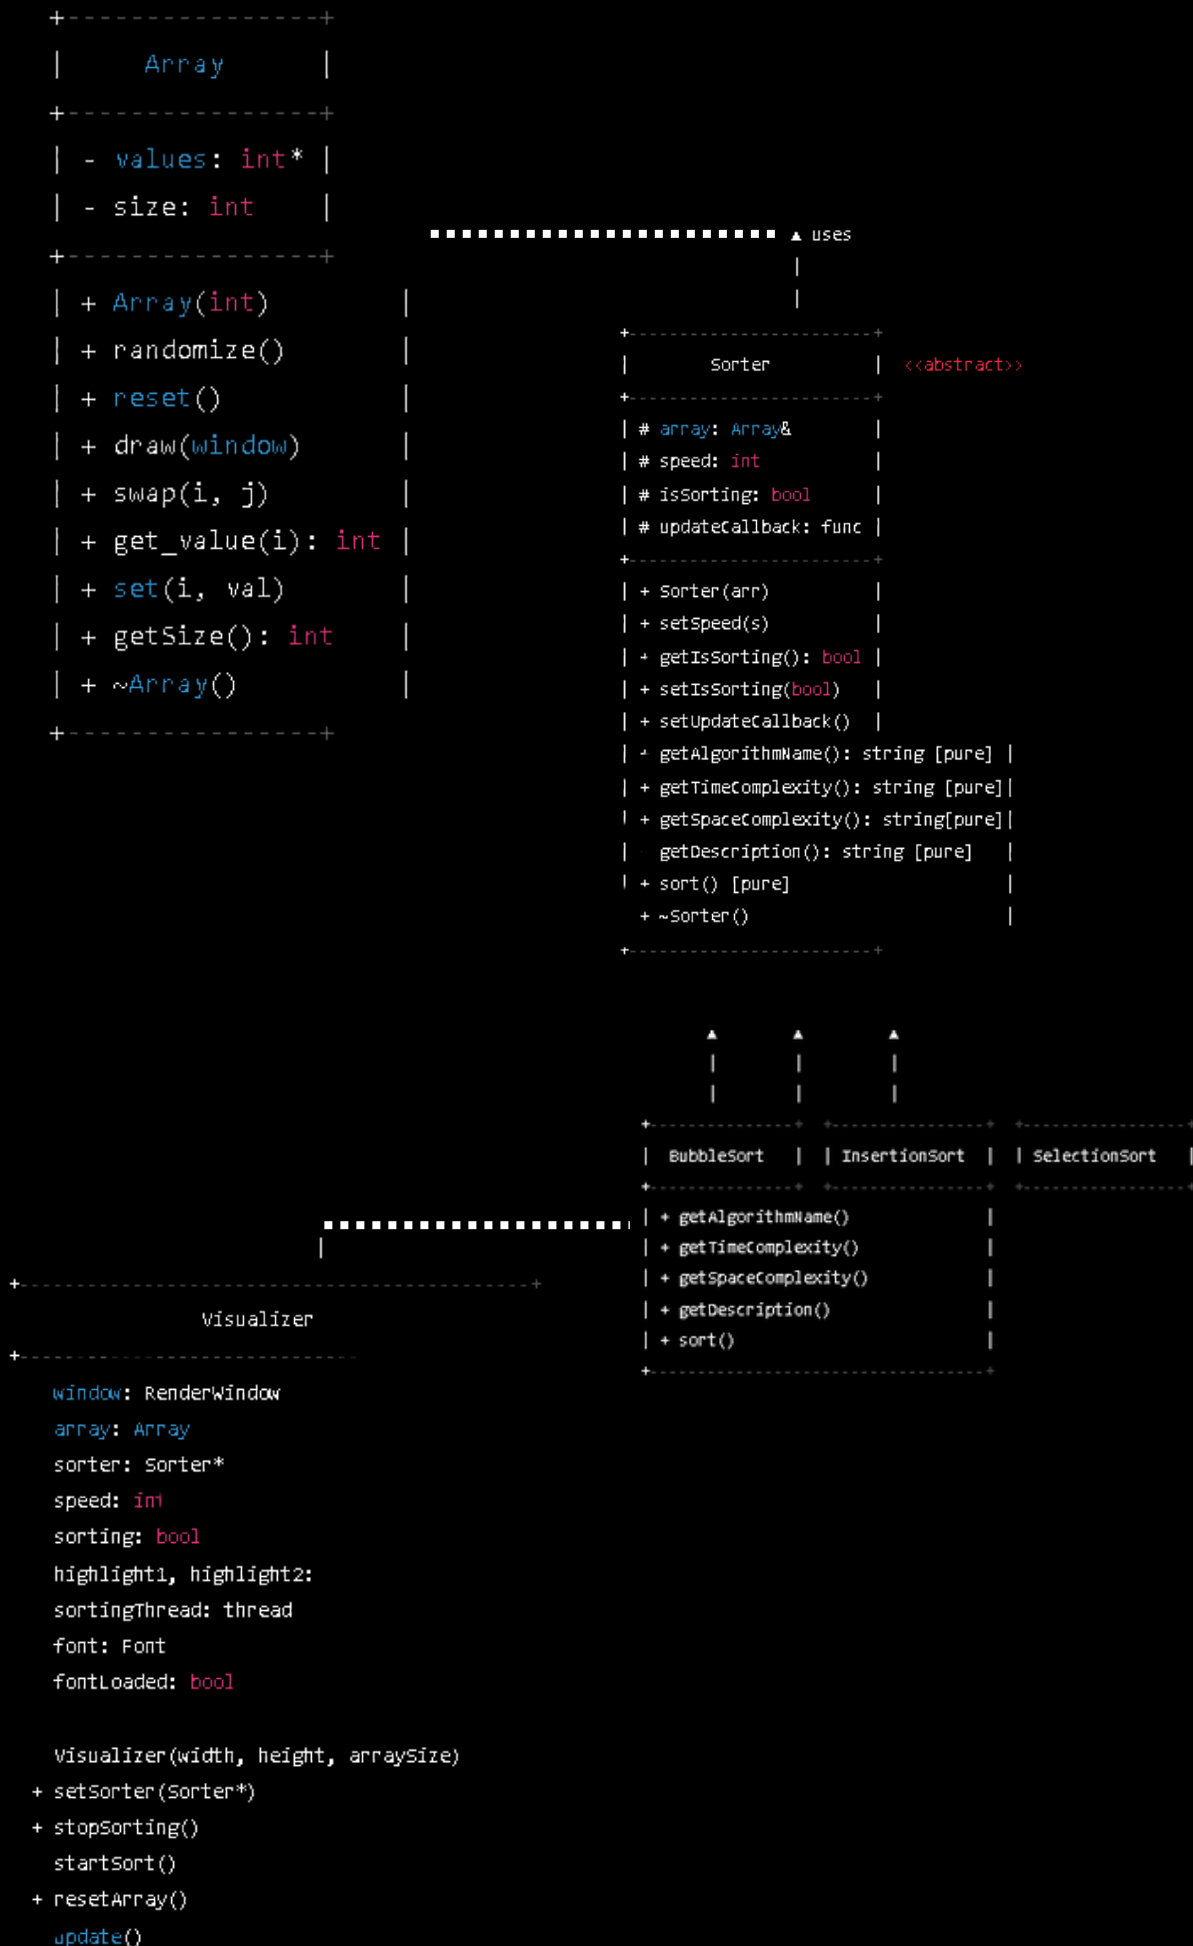 Array
- values: int*
- size: int
+ Array(int)
+ randomize()
+ reset()
+ draw(window)
+ swap(i, j)
+ get_value(i): int
+ set(i, val)
+ getSize(): int
+ ~Array()
uses
Sorter <<abstract>>
# array: Array&
# speed: int
# isSorting: bool
# updateCallback: func
+ Sorter(arr)
+ setSpeed(s)
+ getIsSorting(): bool
+ setIsSorting(bool)
+ setUpdateCallback()
+ getAlgorithmName(): string [pure]
+ getTimeComplexity(): string [pure]
+ getSpaceComplexity(): string[pure]
getDescription(): string [pure]
+ sort() [pure]
+ ~Sorter()
BubbleSort | | InsertionSort | | SelectionSort
+ getAlgorithmName()
+ getTimeComplexity()
+ getSpaceComplexity()
+ getDescription()
+ sort()
Visualizer
window: RenderWindow
array: Array
sorter: Sorter*
speed: int
sorting: bool
highlight1, highlight2:
sortingThread: thread
font: Font
fontLoaded: bool
Visualizer(width, height, arraySize)
+ setSorter(Sorter*)
+ stopSorting()
startSort()
+ resetArray()
update()